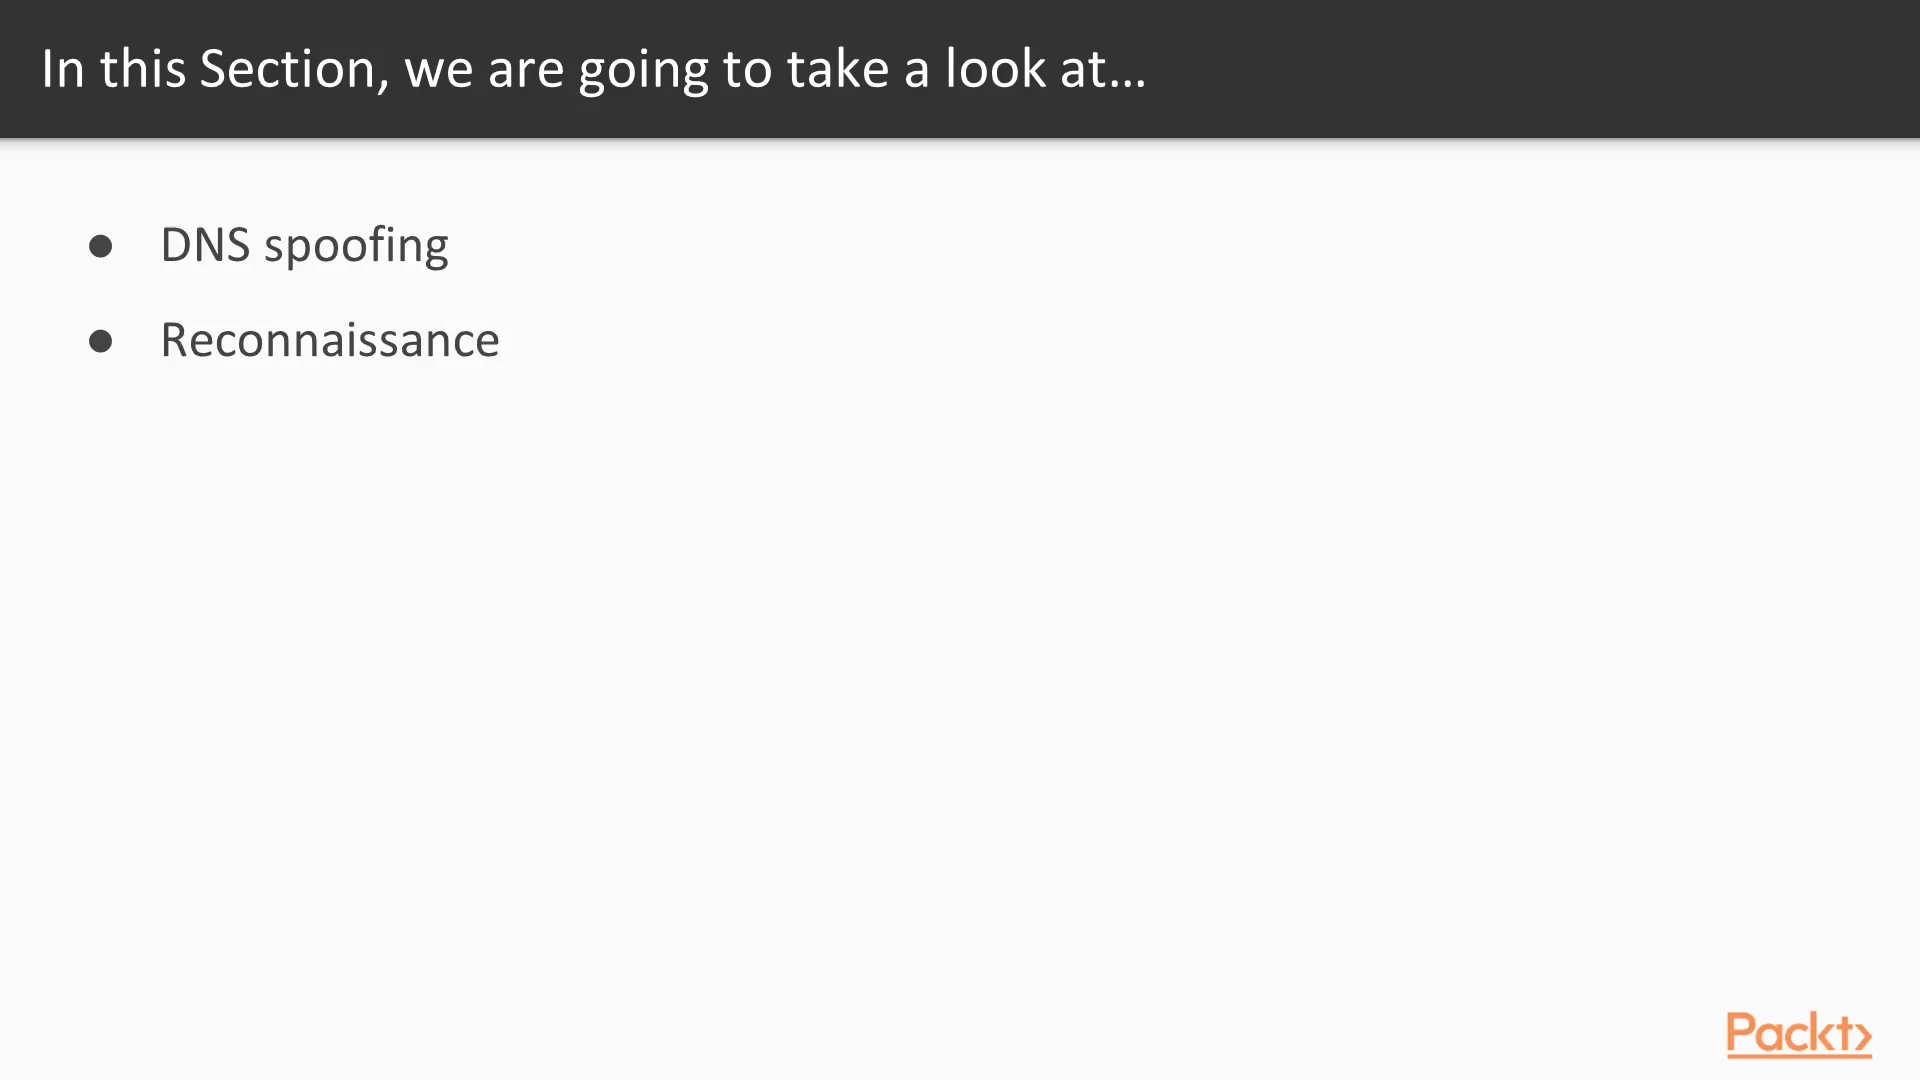 In this Section, we are going to take a look at...
● DNS spoofing
● Reconnaissance
Packt>